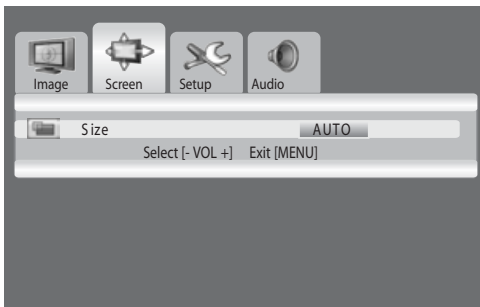 Image Screen Setup Audio
Size AUTO
Select [- VOL +] Exit [MENU]